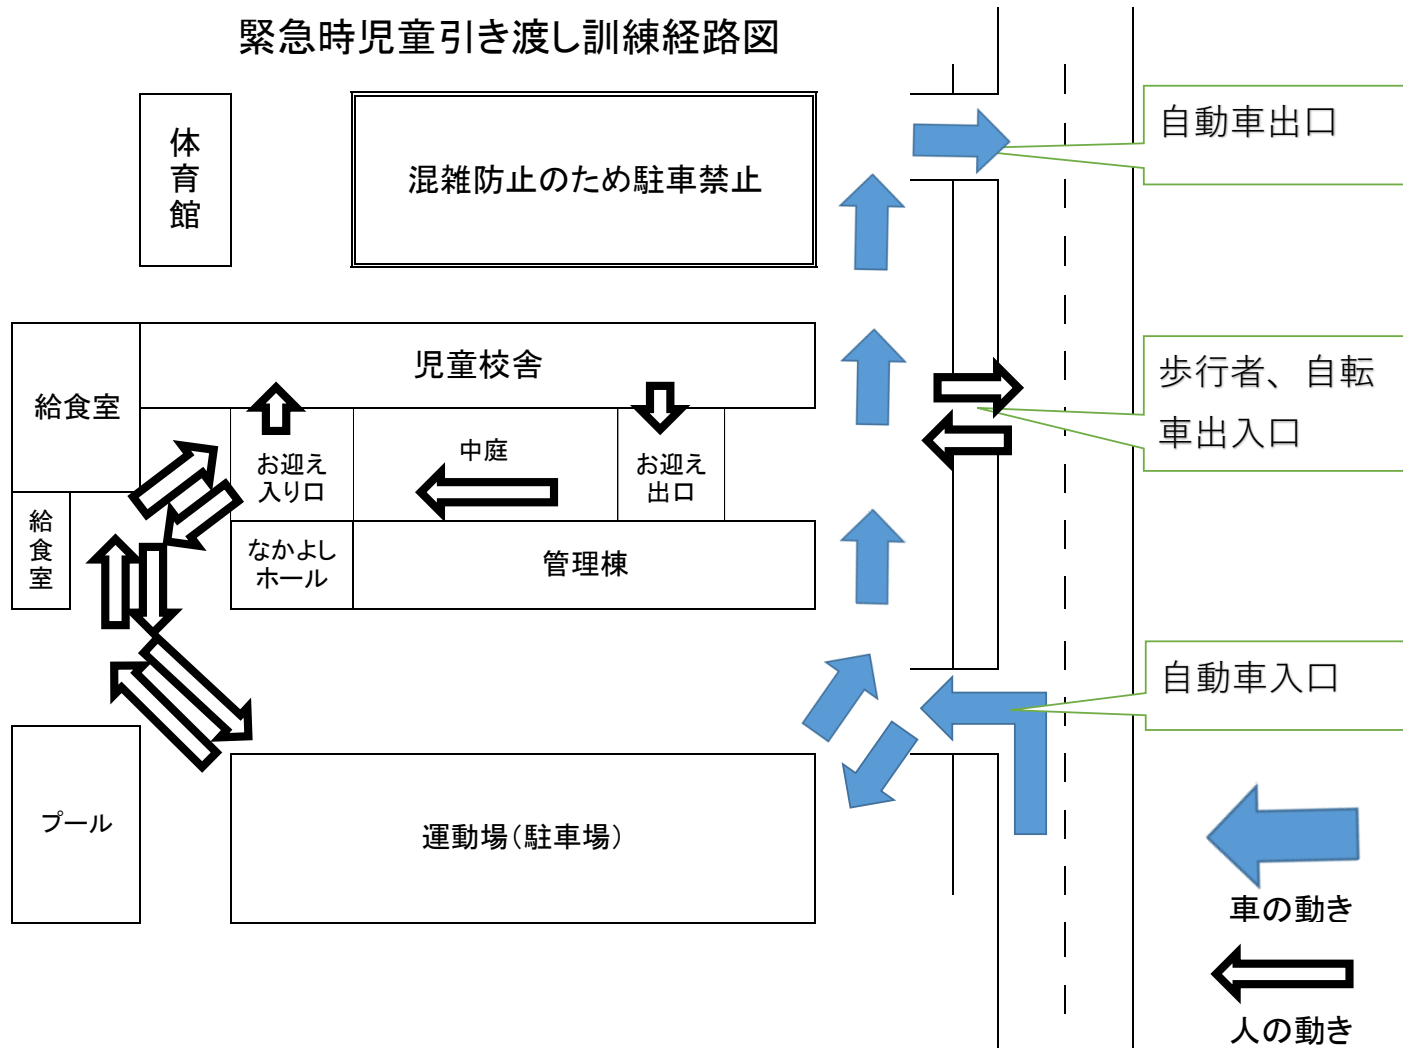 緊急時児童引き渡し訓練経路図
体育館
混雑防止のため駐車禁止
自動車出口
児童校舎
給食室
歩行者、自転
車出入口
お迎え
入り口
中庭
お迎え
出口
給食室
なかよし
ホール
管理棟
自動車入口
プール
運動場（駐車場）
車の動き
人の動き